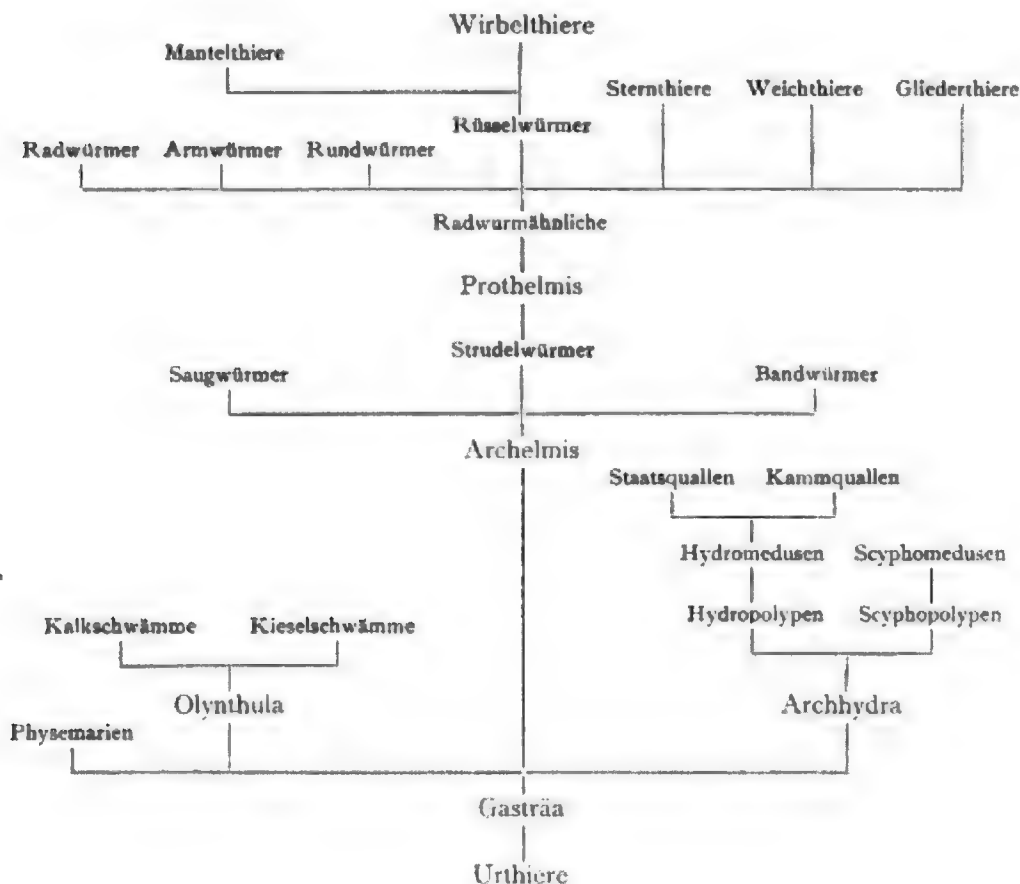 Wirbelthiere
Mantelthiere
Sternthiere Weichthiere Gliederthiere
Rüsselwürmer
Radwürmer Armwürmer Rundwürmer
Radwurmähnliche
Prothelmis
Strudelwürmer
Saugwürmer Bandwürmer
Archelmis
Staatsquallen Kammquallen
Hydromedusen Scyphomedusen
Kalkschwämme Kieselschwämme Hydropolypen Scyphopolypen
Olynthula Archhydra
Physemarien
Gasträa
Urthiere